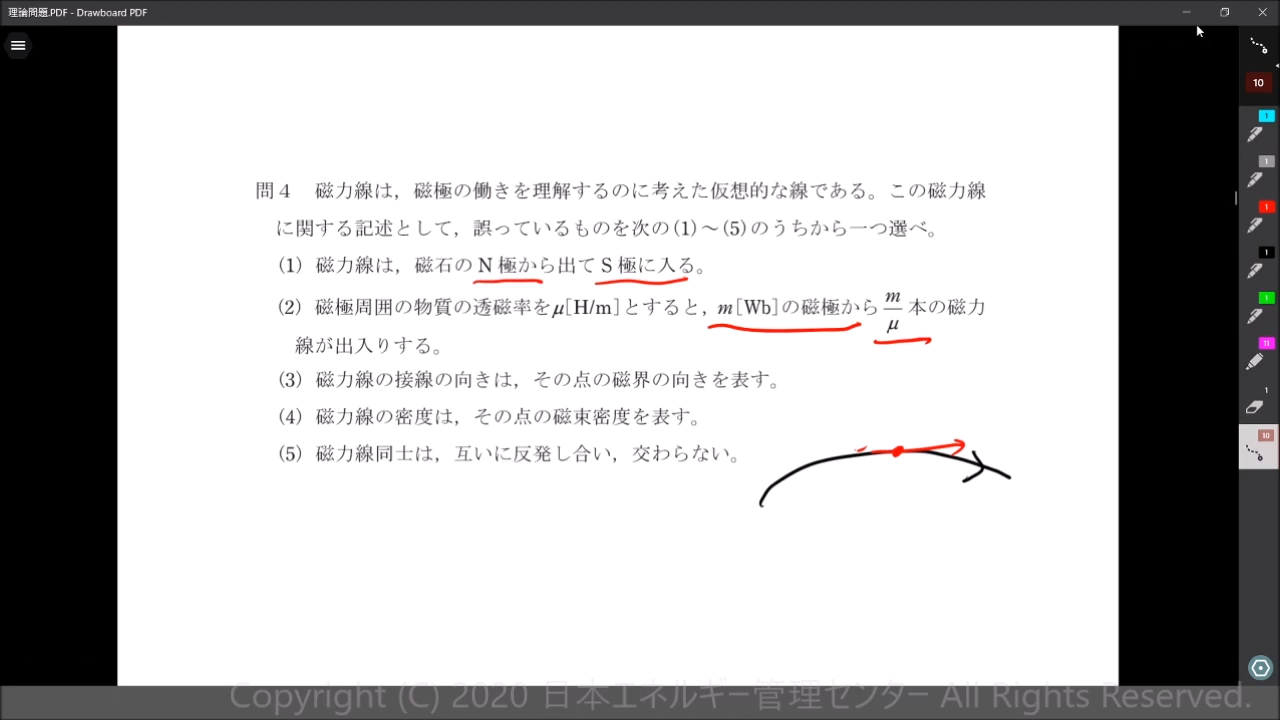 理論問題.PDF - Drawboard PDF
10
1
1
問４ 磁力線は，磁極の働きを理解するのに考えた仮想的な線である。この磁力線
1
に関する記述として，誤っているものを次の(1)～(5)のうちから一つ選べ。
1
(1) 磁力線は，磁石のＮ極から出てＳ極に入る。
(2) 磁極周囲の物質の透磁率をμ[H/m]とすると，m[Wb]の磁極から m/μ 本の磁力
1
線が出入りする。
11
(3) 磁力線の接線の向きは，その点の磁界の向きを表す。
1
(4) 磁力線の密度は，その点の磁束密度を表す。
10
(5) 磁力線同士は，互いに反発し合い，交わらない。
Copyright (C) 2020 日本エネルギー管理センター All Rights Reserved.